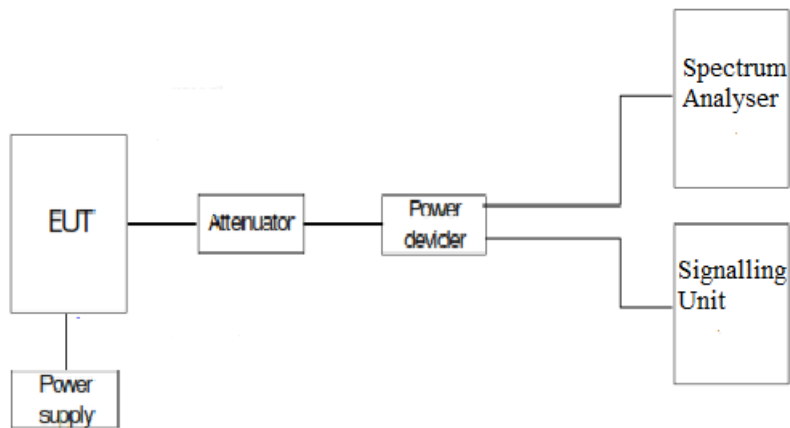 Spectrum
Analyser
EUT
Attenuator
Power
devider
Signalling
Unit
Power
supply